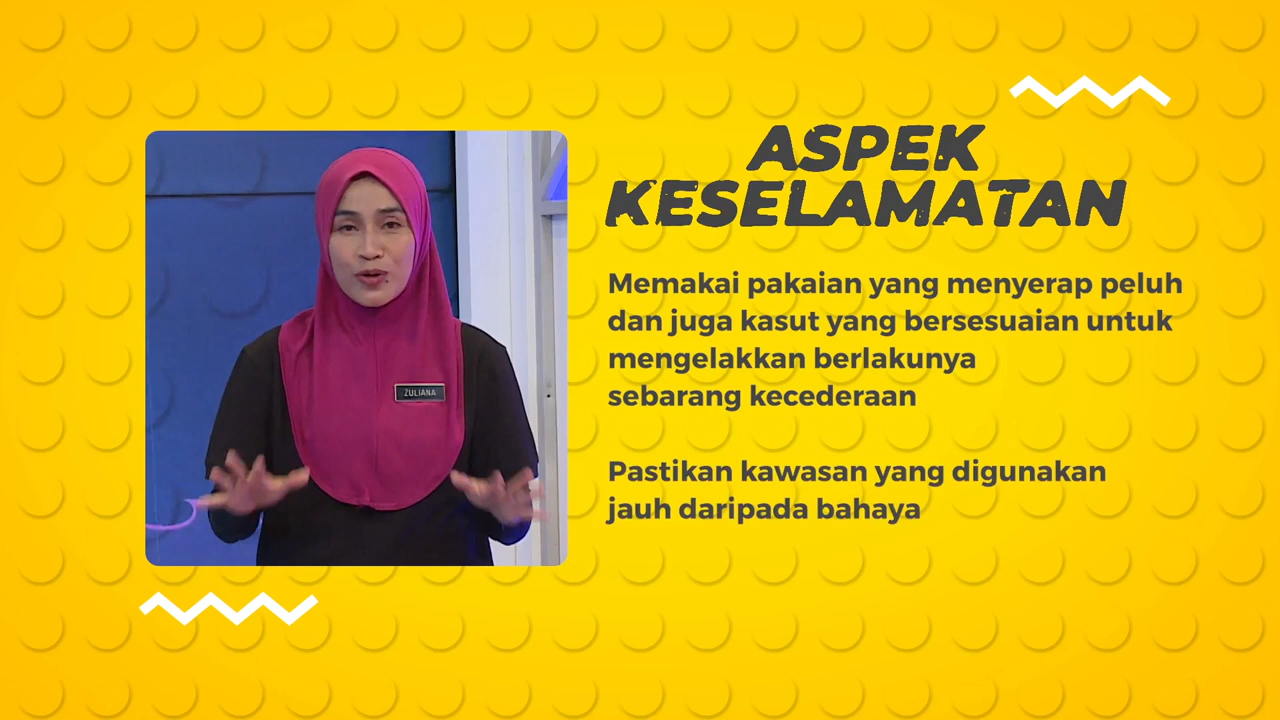 ASPEK
KESELAMATAN
Memakai pakaian yang menyerap peluh
dan juga kasut yang bersesuaian untuk
mengelakkan berlakunya
sebarang kecederaan
Pastikan kawasan yang digunakan
jauh daripada bahaya
ZULIANA